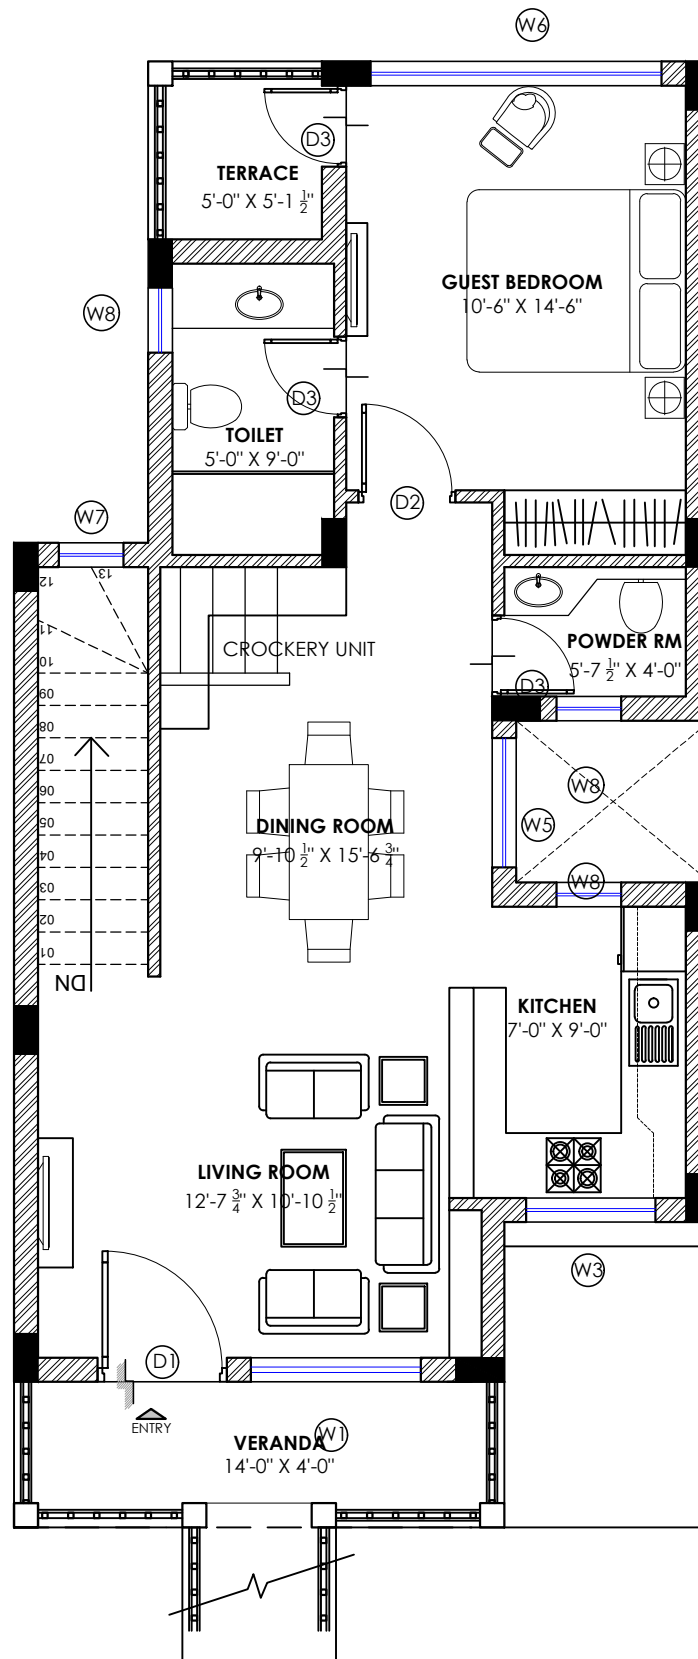 W6
D3
TERRACE
5'-0" X 5'-1 1/2"
GUEST BEDROOM
10'-6" X 14'-6"
W8
D3
TOILET
5'-0" X 9'-0"
D2
W7
13
12
11
10
09
08
07
06
05
04
03
02
01
DN
CROCKERY UNIT
POWDER RM
5'-7 1/2" X 4'-0"
D3
W8
W5
W8
DINING ROOM
9'-10 1/2" X 15'-6 3/4"
KITCHEN
7'-0" X 9'-0"
LIVING ROOM
12'-7 3/4" X 10'-10 1/2"
W3
D1
ENTRY
W1
VERANDA
14'-0" X 4'-0"